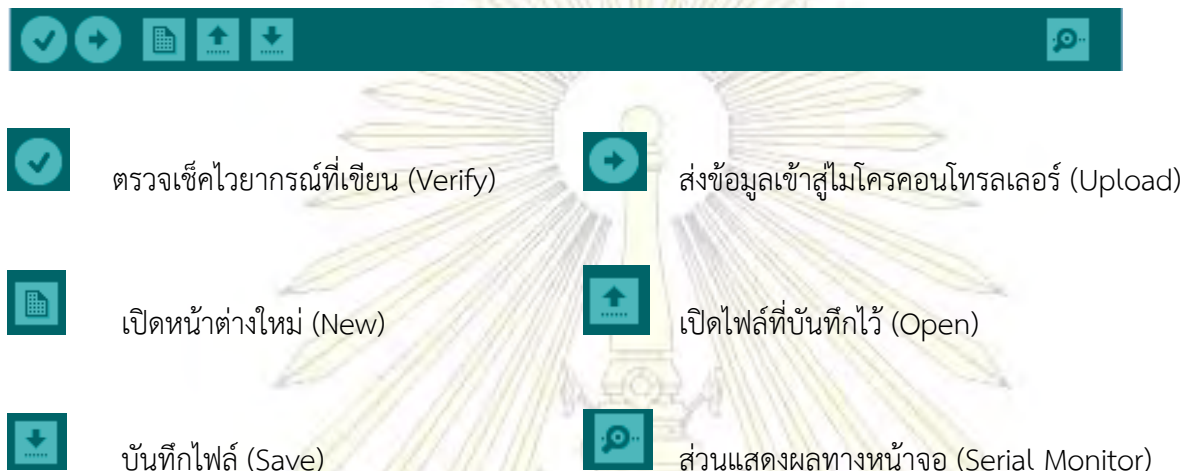 ตรวจเช็คไวยากรณ์ที่เขียน (Verify)
ส่งข้อมูลเข้าสู่ไมโครคอนโทรลเลอร์ (Upload)
เปิดหน้าต่างใหม่ (New)
เปิดไฟล์ที่บันทึกไว้ (Open)
บันทึกไฟล์ (Save)
ส่วนแสดงผลทางหน้าจอ (Serial Monitor)